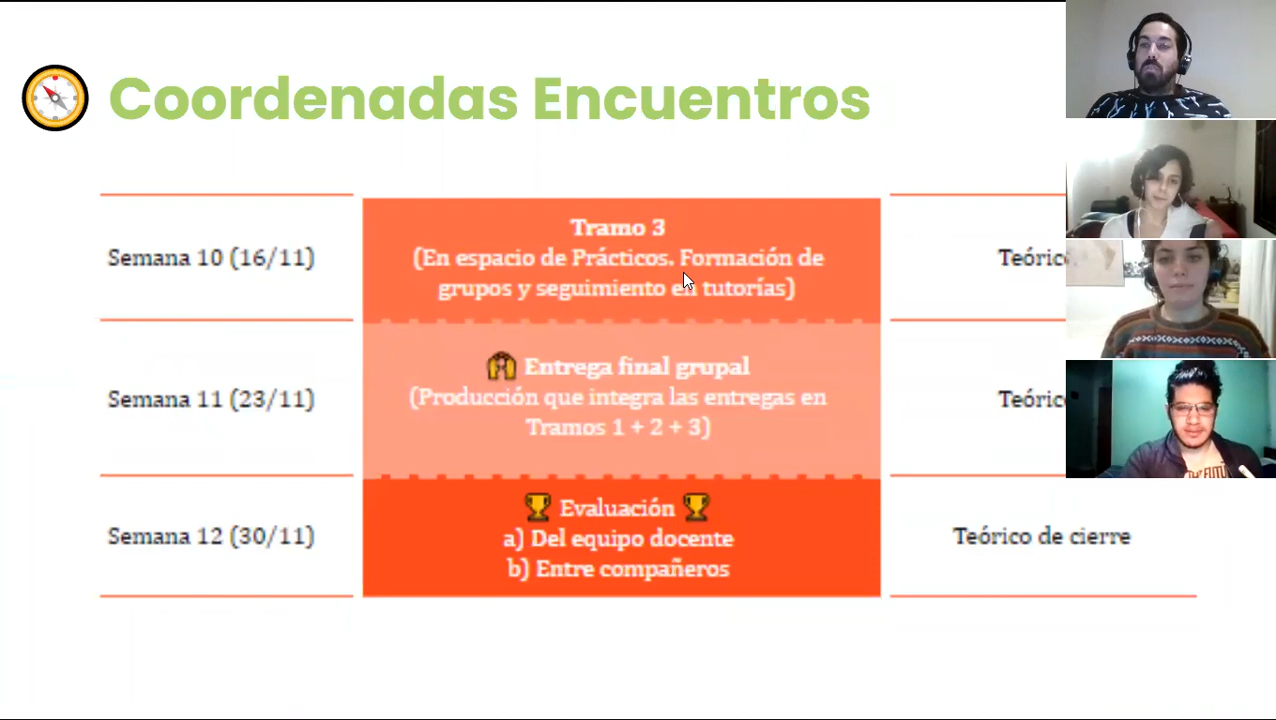 Coordenadas Encuentros
Semana 10 (16/11)
Tramo 3
(En espacio de Prácticos. Formación de
grupos y seguimiento en tutorías)
Semana 11 (23/11)
Entrega final grupal
(Producción que integra las entregas en
Tramos 1 + 2 + 3)
Semana 12 (30/11)
Evaluación
a) Del equipo docente
b) Entre compañeros
Teórico de cierre
THE FUTU